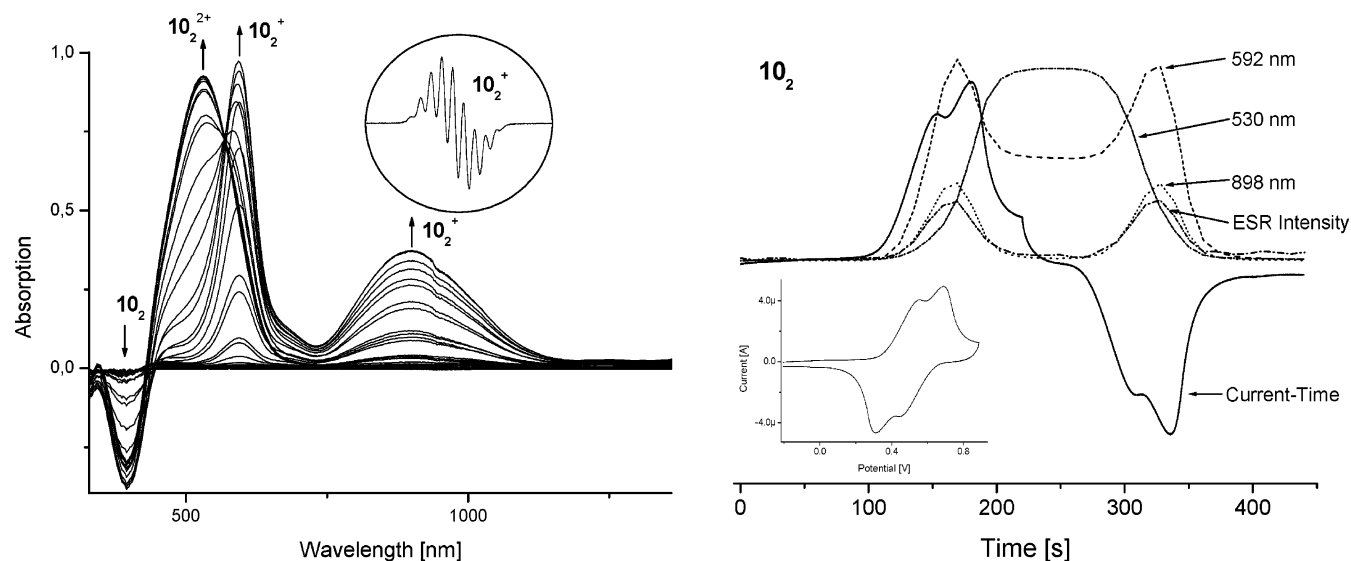 10₂²⁺
10₂⁺
1,0
10₂⁺
0,5
10₂⁺
10₂
0,0
Absorption
500
1000
Wavelength [nm]
10₂
592 nm
530 nm
898 nm
ESR Intensity
4.0µ
0.0
-4.0µ
Current [A]
0.0
0.4
0.8
Potential [V]
Current-Time
0
100
200
300
400
Time [s]